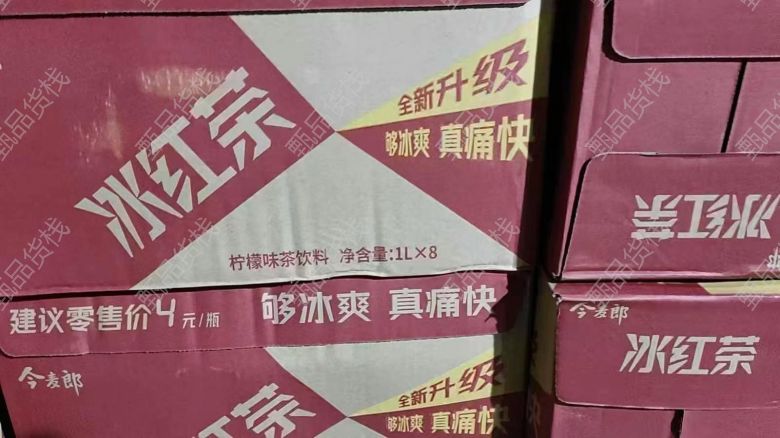 冰红茶
全新升级
够冰爽 真痛快
柠檬味茶饮料 净含量:1L×8
建议零售价4元/瓶
够冰爽 真痛快
今麦郎
冰红茶
全新升级
够冰爽 真痛快
冰红茶
今麦郎
冰红茶
甄品货栈